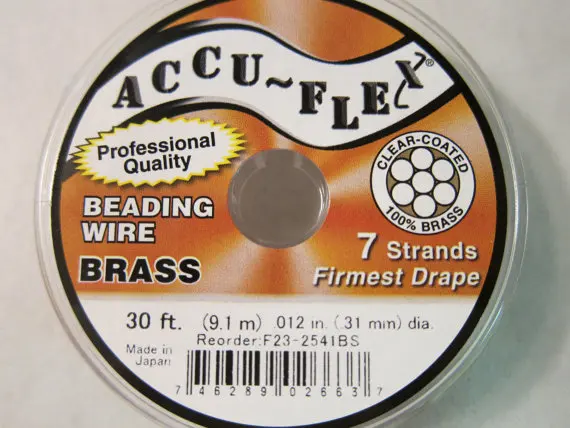 ACCU~FLEX®
Professional
Quality
CLEAR-COATED
100% BRASS
BEADING
WIRE
BRASS
7 Strands
Firmest Drape
30 ft. (9.1 m) .012 in. (.31 mm) dia.
Reorder:F23-2541BS
Made in
Japan
7 46289 02663 7